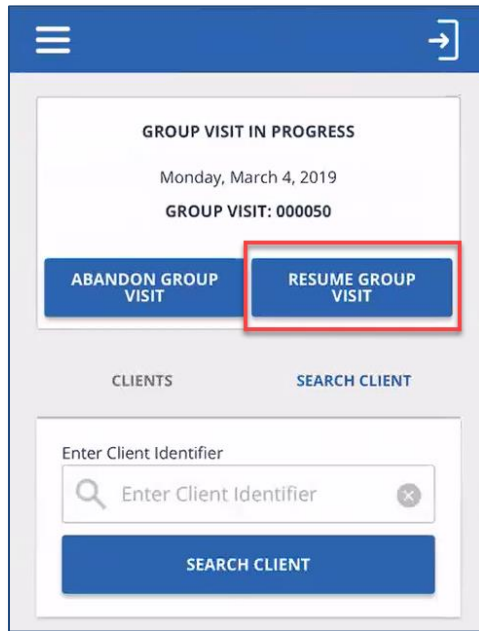 GROUP VISIT IN PROGRESS
Monday, March 4, 2019
GROUP VISIT: 000050
ABANDON GROUP
VISIT
RESUME GROUP
VISIT
CLIENTS
SEARCH CLIENT
Enter Client Identifier
Enter Client Identifier
SEARCH CLIENT